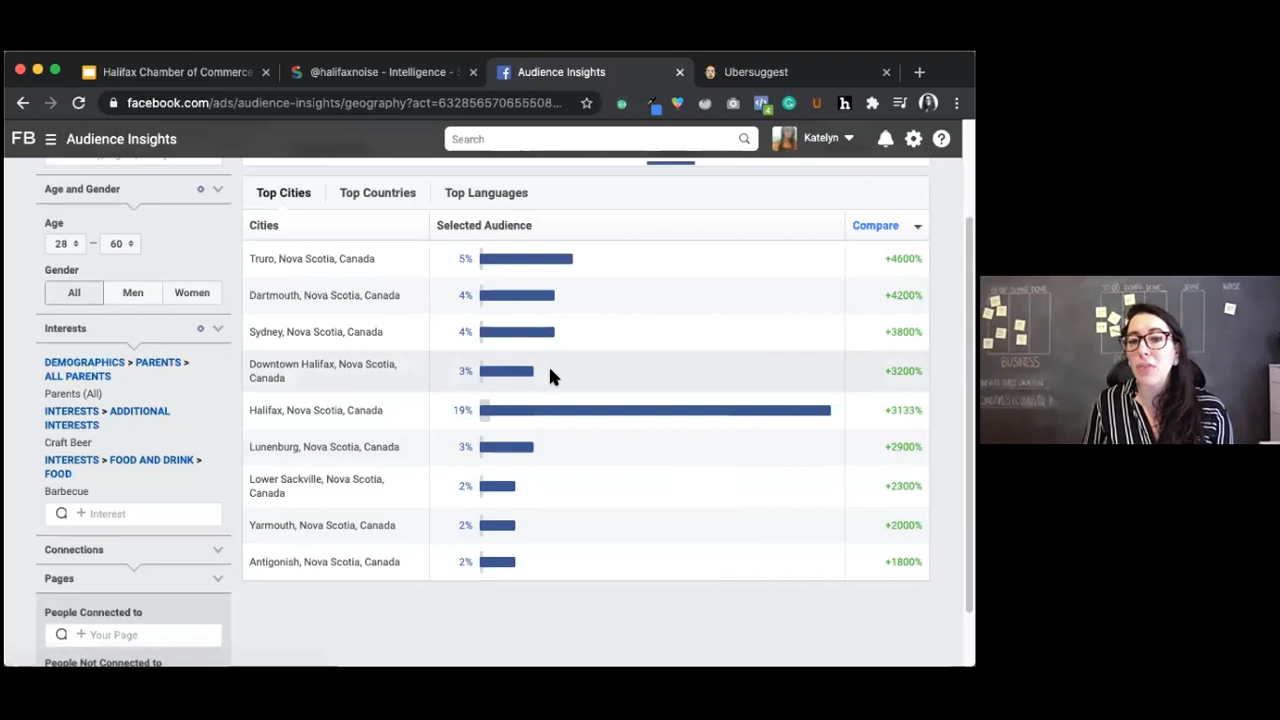 Halifax Chamber of Commerce
@halifaxnoise - Intelligence -
Audience Insights
Ubersuggest
facebook.com/ads/audience-insights/geography?act=632856570655508...
FB
Audience Insights
Search
Katelyn
Age and Gender
Age
28 — 60
Gender
All Men Women
Interests
DEMOGRAPHICS > PARENTS >
ALL PARENTS
Parents (All)
INTERESTS > ADDITIONAL
INTERESTS
Craft Beer
INTERESTS > FOOD AND DRINK >
FOOD
Barbecue
+ Interest
Connections
Pages
People Connected to
+ Your Page
People Not Connected to
Top Cities Top Countries Top Languages
Cities Selected Audience Compare
Truro, Nova Scotia, Canada 5% +4600%
Dartmouth, Nova Scotia, Canada 4% +4200%
Sydney, Nova Scotia, Canada 4% +3800%
Downtown Halifax, Nova Scotia,
Canada 3% +3200%
Halifax, Nova Scotia, Canada 19% +3133%
Lunenburg, Nova Scotia, Canada 3% +2900%
Lower Sackville, Nova Scotia,
Canada 2% +2300%
Yarmouth, Nova Scotia, Canada 2% +2000%
Antigonish, Nova Scotia, Canada 2% +1800%
BUSINESS